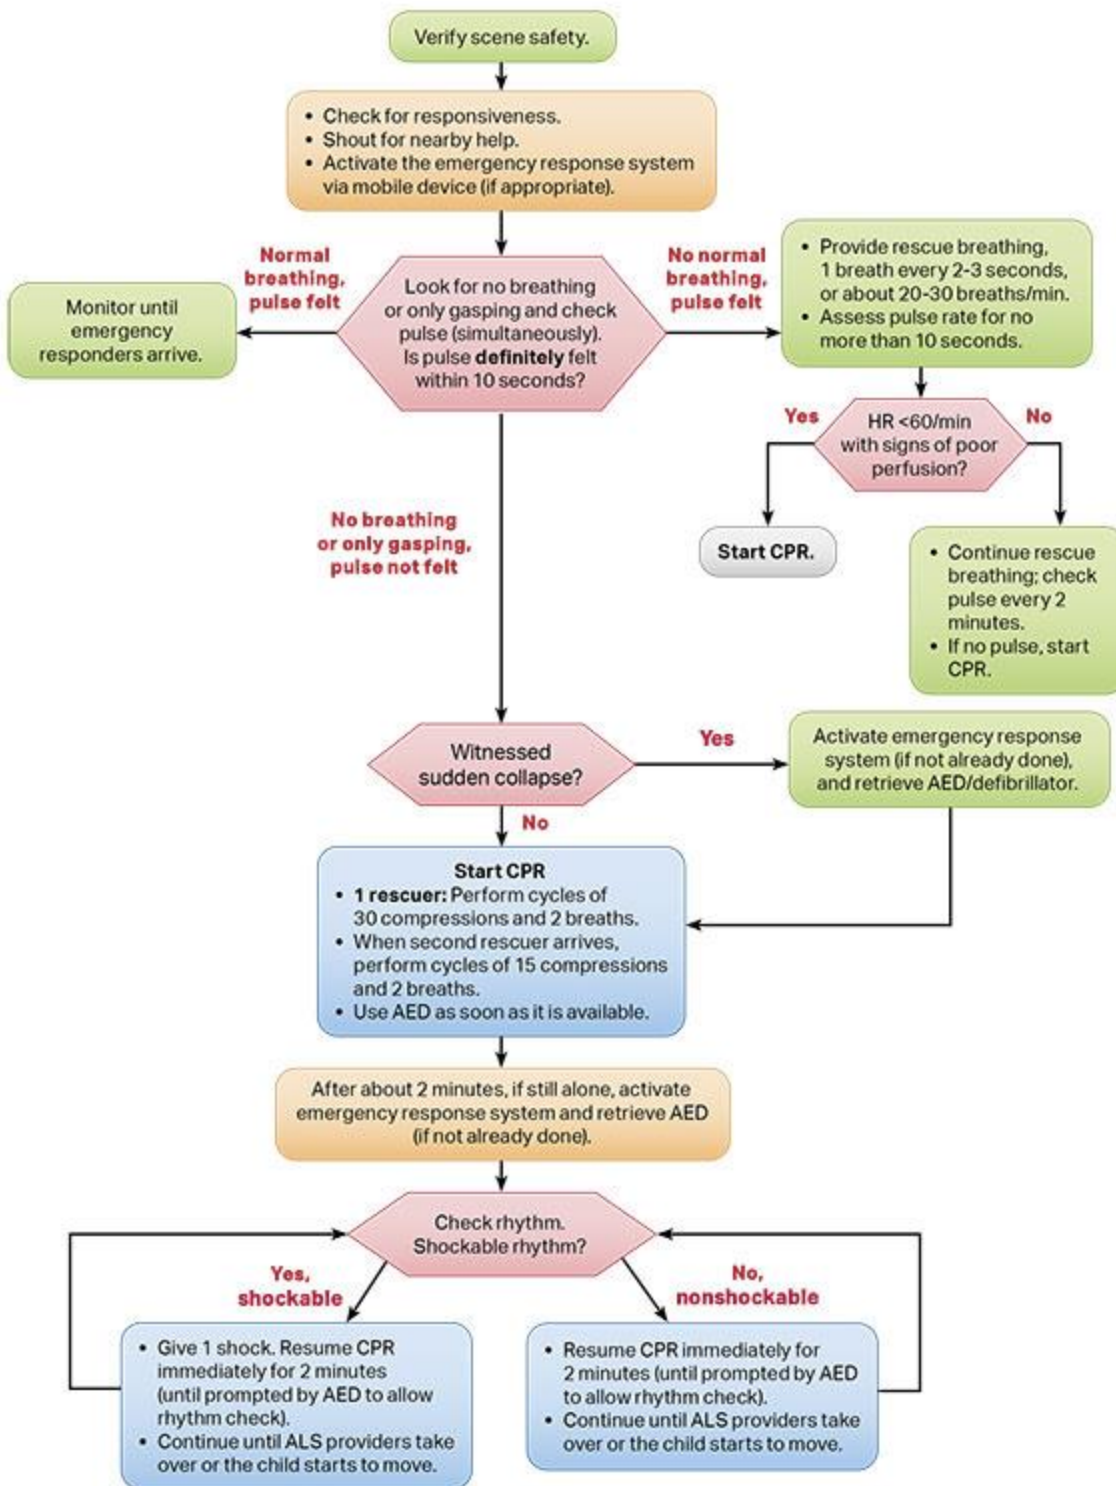 Verify scene safety.
• Check for responsiveness.
• Shout for nearby help.
• Activate the emergency response system
via mobile device (if appropriate).
Normal
breathing,
pulse felt
No normal
breathing,
pulse felt
Monitor until
emergency
responders arrive.
Look for no breathing
or only gasping and check
pulse (simultaneously).
Is pulse definitely felt
within 10 seconds?
• Provide rescue breathing,
1 breath every 2-3 seconds,
or about 20-30 breaths/min.
• Assess pulse rate for no
more than 10 seconds.
Yes
HR <60/min
with signs of poor
perfusion?
No
Start CPR.
• Continue rescue
breathing; check
pulse every 2
minutes.
• If no pulse, start
CPR.
No breathing
or only gasping,
pulse not felt
Witnessed
sudden collapse?
Yes
Activate emergency response
system (if not already done),
and retrieve AED/defibrillator.
No
Start CPR
• 1 rescuer: Perform cycles of
30 compressions and 2 breaths.
• When second rescuer arrives,
perform cycles of 15 compressions
and 2 breaths.
• Use AED as soon as it is available.
After about 2 minutes, if still alone, activate
emergency response system and retrieve AED
(if not already done).
Check rhythm.
Shockable rhythm?
Yes,
shockable
No,
nonshockable
• Give 1 shock. Resume CPR
immediately for 2 minutes
(until prompted by AED to allow
rhythm check).
• Continue until ALS providers take
over or the child starts to move.
• Resume CPR immediately for
2 minutes (until prompted by AED
to allow rhythm check).
• Continue until ALS providers take
over or the child starts to move.